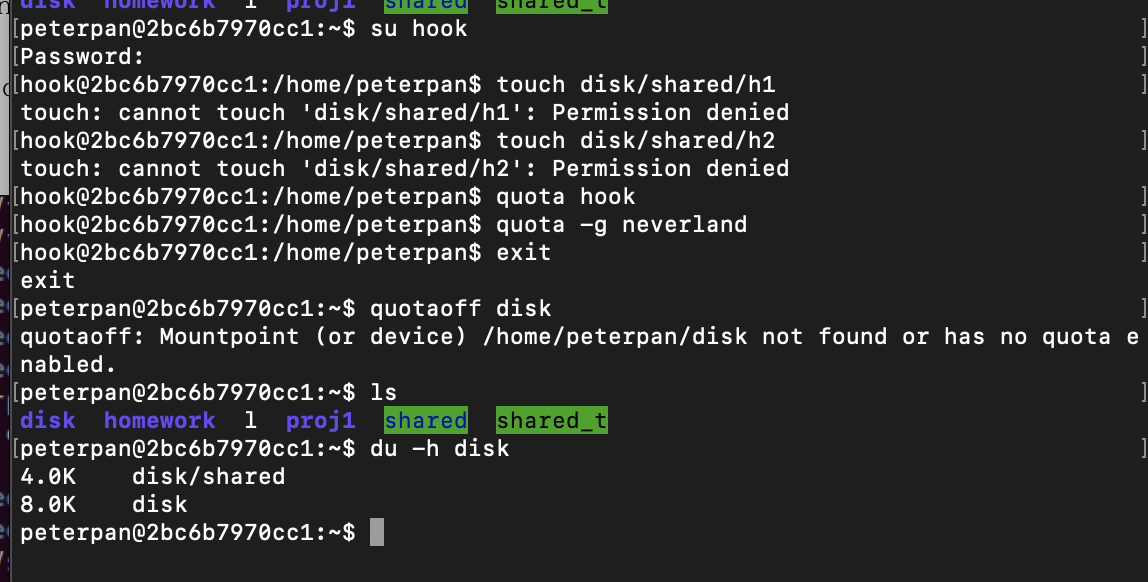 disk  homework  l  proj1  shared  shared_t
[peterpan@2bc6b7970cc1:~$ su hook ]
[Password: ]
[hook@2bc6b7970cc1:/home/peterpan$ touch disk/shared/h1 ]
touch: cannot touch 'disk/shared/h1': Permission denied
[hook@2bc6b7970cc1:/home/peterpan$ touch disk/shared/h2 ]
touch: cannot touch 'disk/shared/h2': Permission denied
[hook@2bc6b7970cc1:/home/peterpan$ quota hook ]
[hook@2bc6b7970cc1:/home/peterpan$ quota -g neverland ]
[hook@2bc6b7970cc1:/home/peterpan$ exit ]
exit
[peterpan@2bc6b7970cc1:~$ quotaoff disk ]
quotaoff: Mountpoint (or device) /home/peterpan/disk not found or has no quota e
nabled.
[peterpan@2bc6b7970cc1:~$ ls ]
disk  homework  l  proj1  shared  shared_t
[peterpan@2bc6b7970cc1:~$ du -h disk ]
4.0K    disk/shared
8.0K    disk
peterpan@2bc6b7970cc1:~$